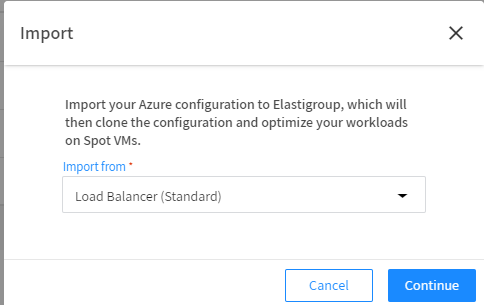 Import
Import your Azure configuration to Elastigroup, which will
then clone the configuration and optimize your workloads
on Spot VMs.
Import from *
Load Balancer (Standard)
Cancel
Continue